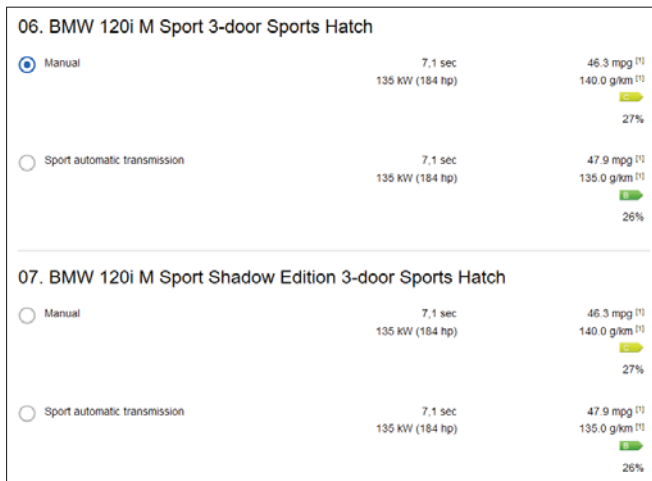 06. BMW 120i M Sport 3-door Sports Hatch
Manual 7,1 sec 46.3 mpg [1]
135 kW (184 hp) 140.0 g/km [1]
C
27%
Sport automatic transmission 7,1 sec 47.9 mpg [1]
135 kW (184 hp) 135.0 g/km [1]
B
26%
07. BMW 120i M Sport Shadow Edition 3-door Sports Hatch
Manual 7,1 sec 46.3 mpg [1]
135 kW (184 hp) 140.0 g/km [1]
C
27%
Sport automatic transmission 7,1 sec 47.9 mpg [1]
135 kW (184 hp) 135.0 g/km [1]
B
26%